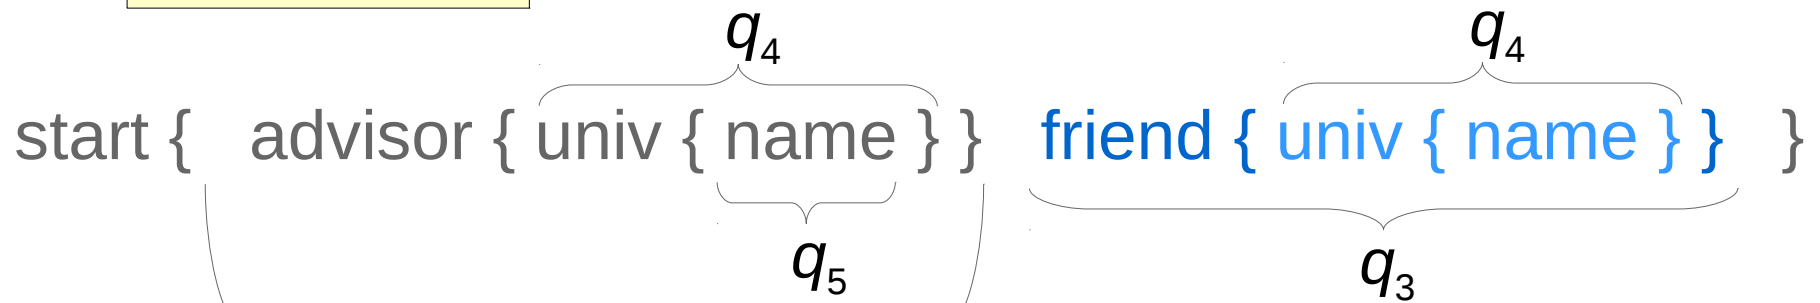 q4 q4
start { advisor { univ { name } } friend { univ { name } } }
q5 q3